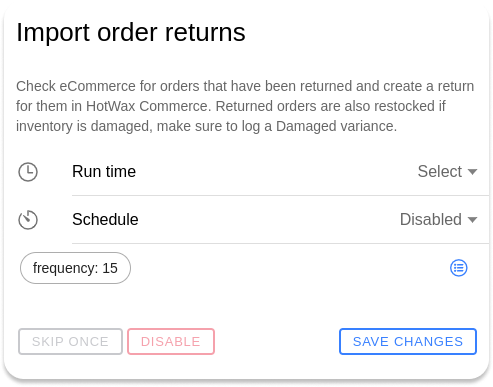 Import order returns
Check eCommerce for orders that have been returned and create a return
for them in HotWax Commerce. Returned orders are also restocked if
inventory is damaged, make sure to log a Damaged variance.
Run time Select
Schedule Disabled
frequency: 15
SKIP ONCE DISABLE SAVE CHANGES